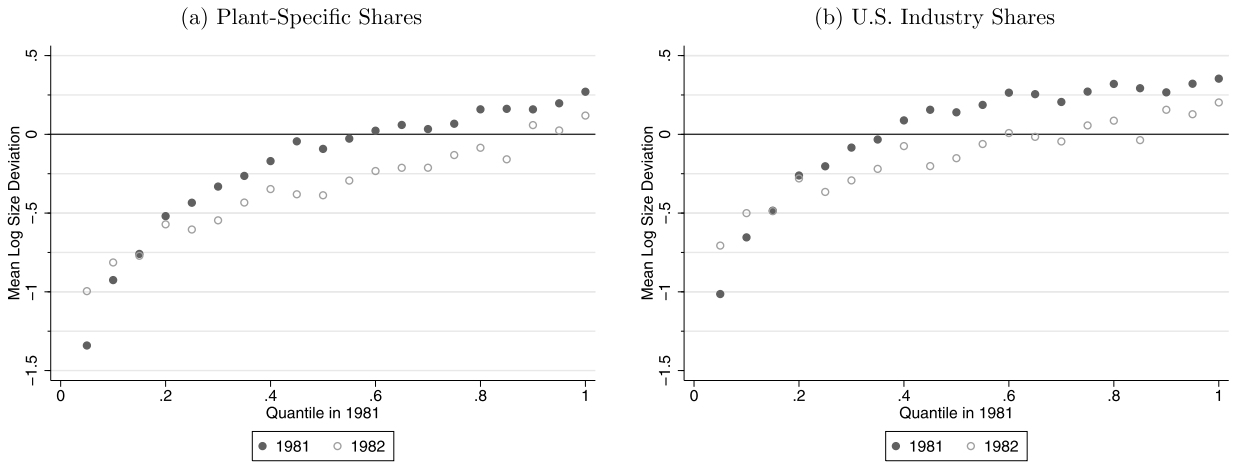 (a) Plant-Specific Shares
.5
0
-.5
-1
-1.5
Mean Log Size Deviation
0 .2 .4 .6 .8 1
Quantile in 1981
1981 1982
(b) U.S. Industry Shares
.5
0
-.5
-1
-1.5
Mean Log Size Deviation
0 .2 .4 .6 .8 1
Quantile in 1981
1981 1982